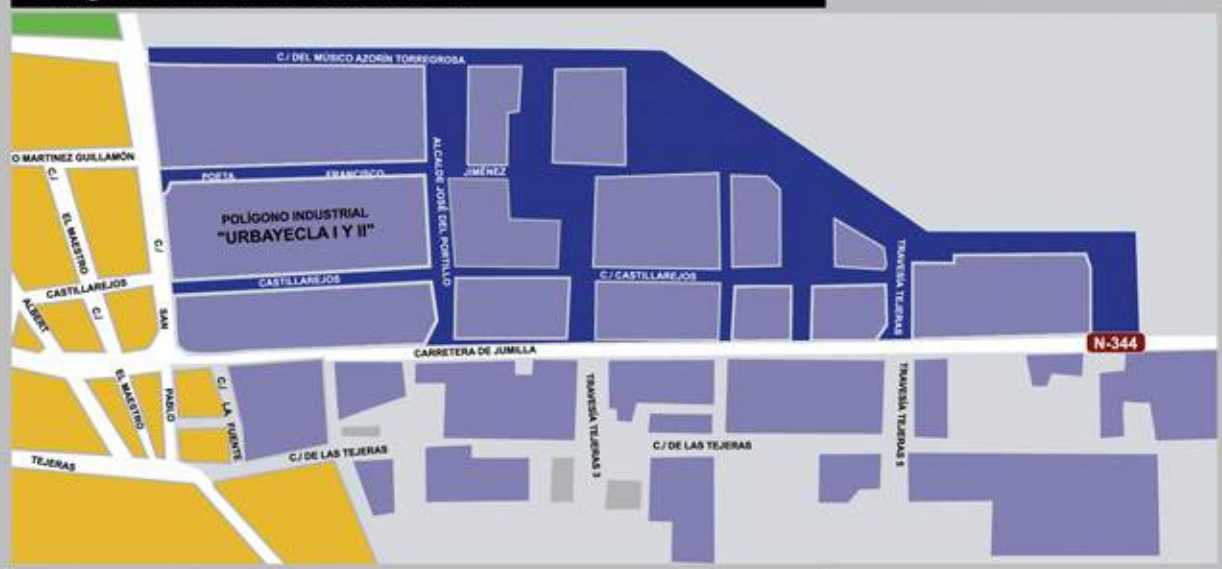 C./ DEL MÚSICO AZORÍN TORREGROSA
O MARTINEZ GUILLAMÓN
POETA FRANCISCO JIMÉNEZ
ALCALDE JOSÉ DEL PORTILLO
POLÍGONO INDUSTRIAL
"URBAYECLA I Y II"
C./ EL MAESTRO
C./ SAN PABLO
CASTILLAREJOS
CASTILLAREJOS
C./ CASTILLAREJOS
TRAVESÍA TEJERAS
ALBERT
C./ EL MAESTRO
CARRETERA DE JUMILLA
N-344
C./ LA FUENTE
TRAVESÍA TEJERAS 3
TRAVESÍA TEJERAS 5
C./ DE LAS TEJERAS
C./ DE LAS TEJERAS
TEJERAS